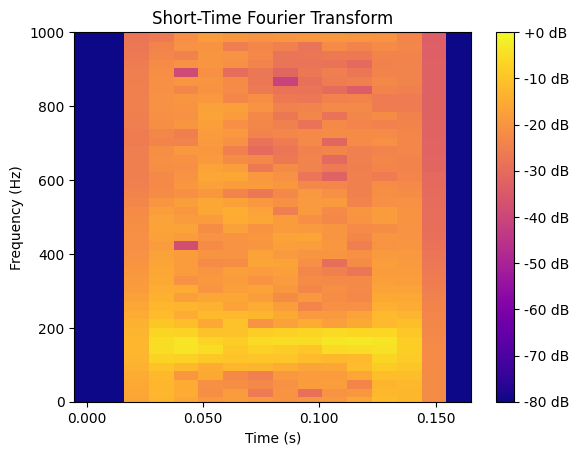 Short-Time Fourier Transform
Frequency (Hz)
1000
800
600
400
200
0
0.000
0.050
0.100
0.150
Time (s)
+0 dB
-10 dB
-20 dB
-30 dB
-40 dB
-50 dB
-60 dB
-70 dB
-80 dB